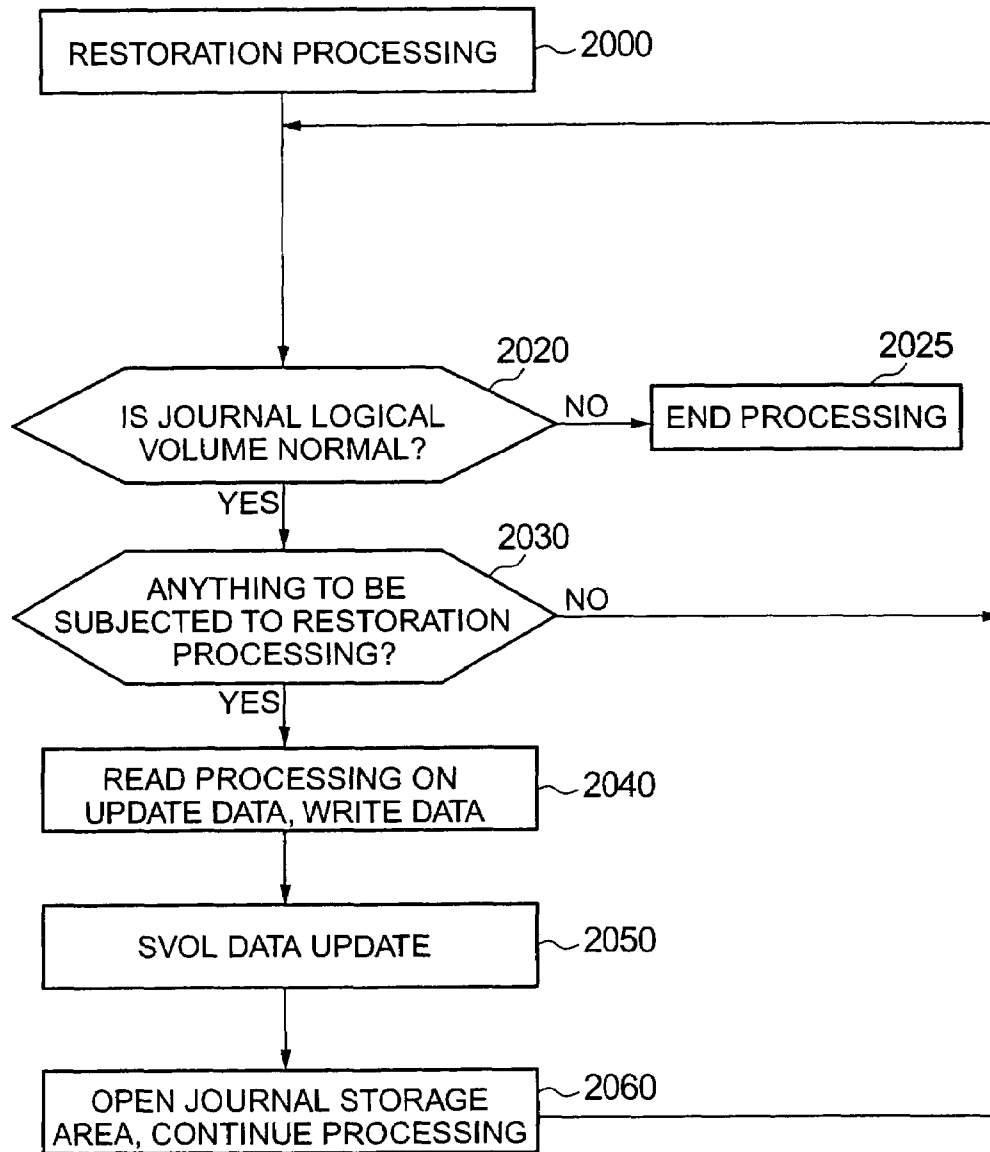 RESTORATION PROCESSING
2000
2020
2025
IS JOURNAL LOGICAL
VOLUME NORMAL?
NO
END PROCESSING
YES
2030
ANYTHING TO BE
SUBJECTED TO RESTORATION
PROCESSING?
NO
YES
READ PROCESSING ON
UPDATE DATA, WRITE DATA
2040
SVOL DATA UPDATE
2050
OPEN JOURNAL STORAGE
AREA, CONTINUE PROCESSING
2060